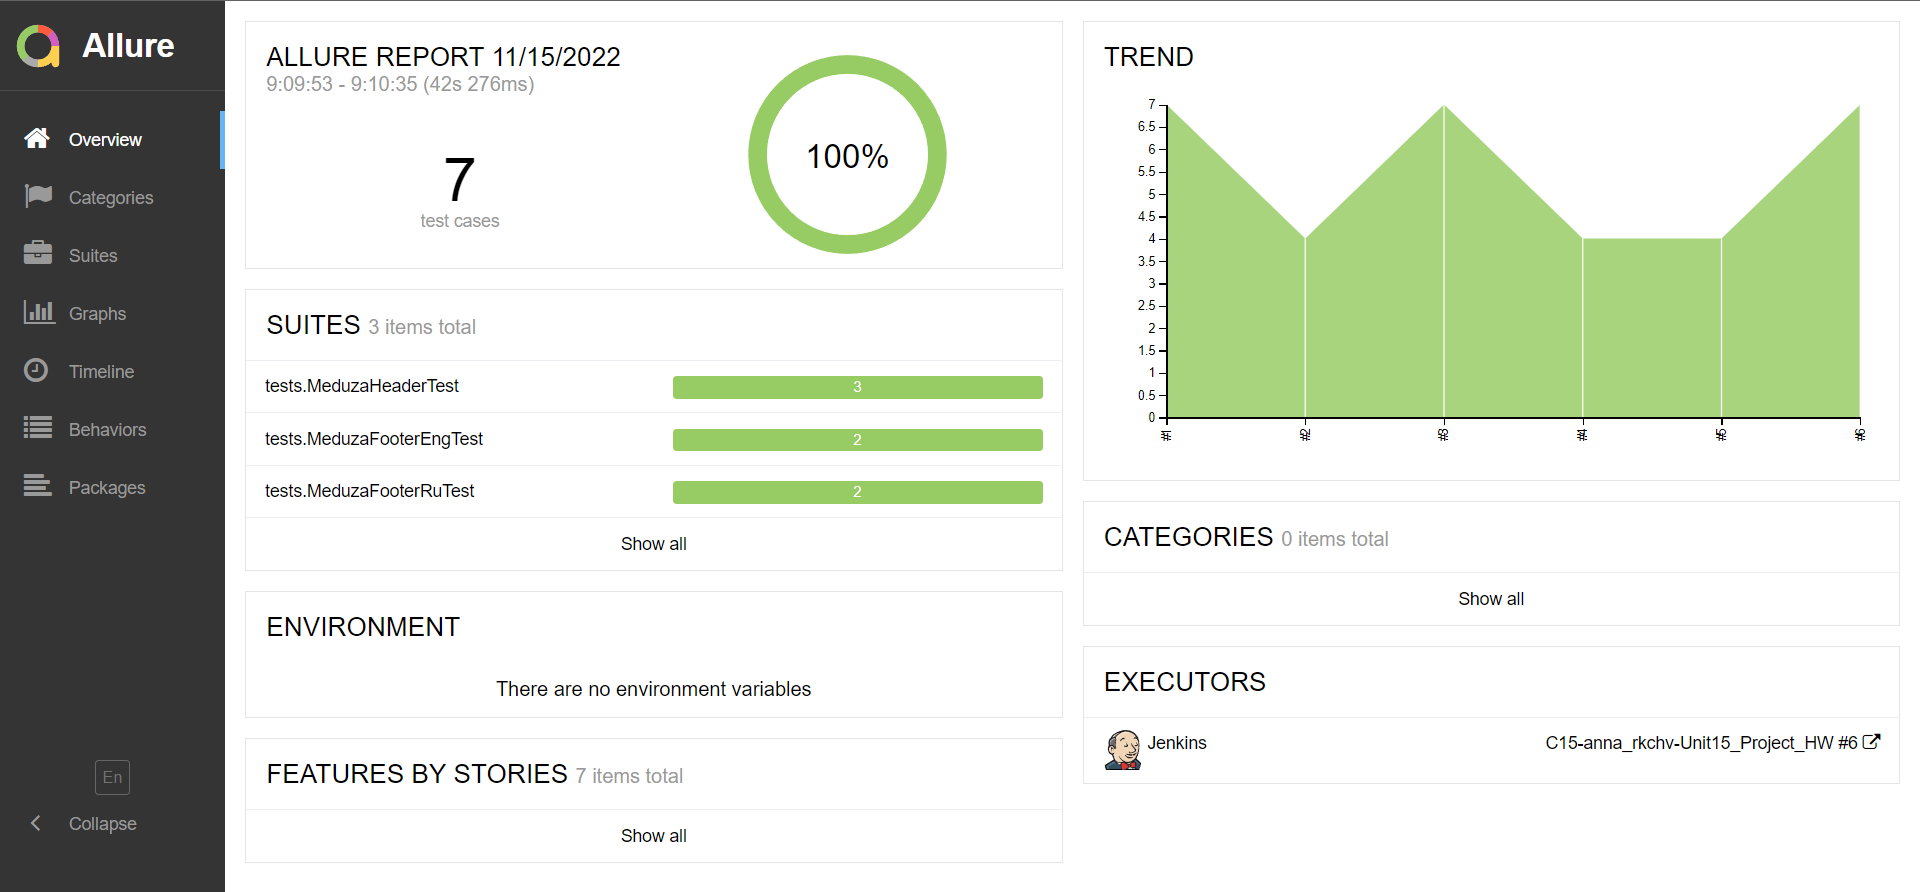 Allure
Overview
Categories
Suites
Graphs
Timeline
Behaviors
Packages
En
Collapse
ALLURE REPORT 11/15/2022
9:09:53 - 9:10:35 (42s 276ms)
7
test cases
100%
SUITES 3 items total
tests.MeduzaHeaderTest 3
tests.MeduzaFooterEngTest 2
tests.MeduzaFooterRuTest 2
Show all
ENVIRONMENT
There are no environment variables
FEATURES BY STORIES 7 items total
Show all
TREND
7
6.5
6
5.5
5
4.5
4
3.5
3
2.5
2
1.5
1
0.5
0
#1 #2 #3 #4 #5 #6
CATEGORIES 0 items total
Show all
EXECUTORS
Jenkins C15-anna_rkchv-Unit15_Project_HW #6